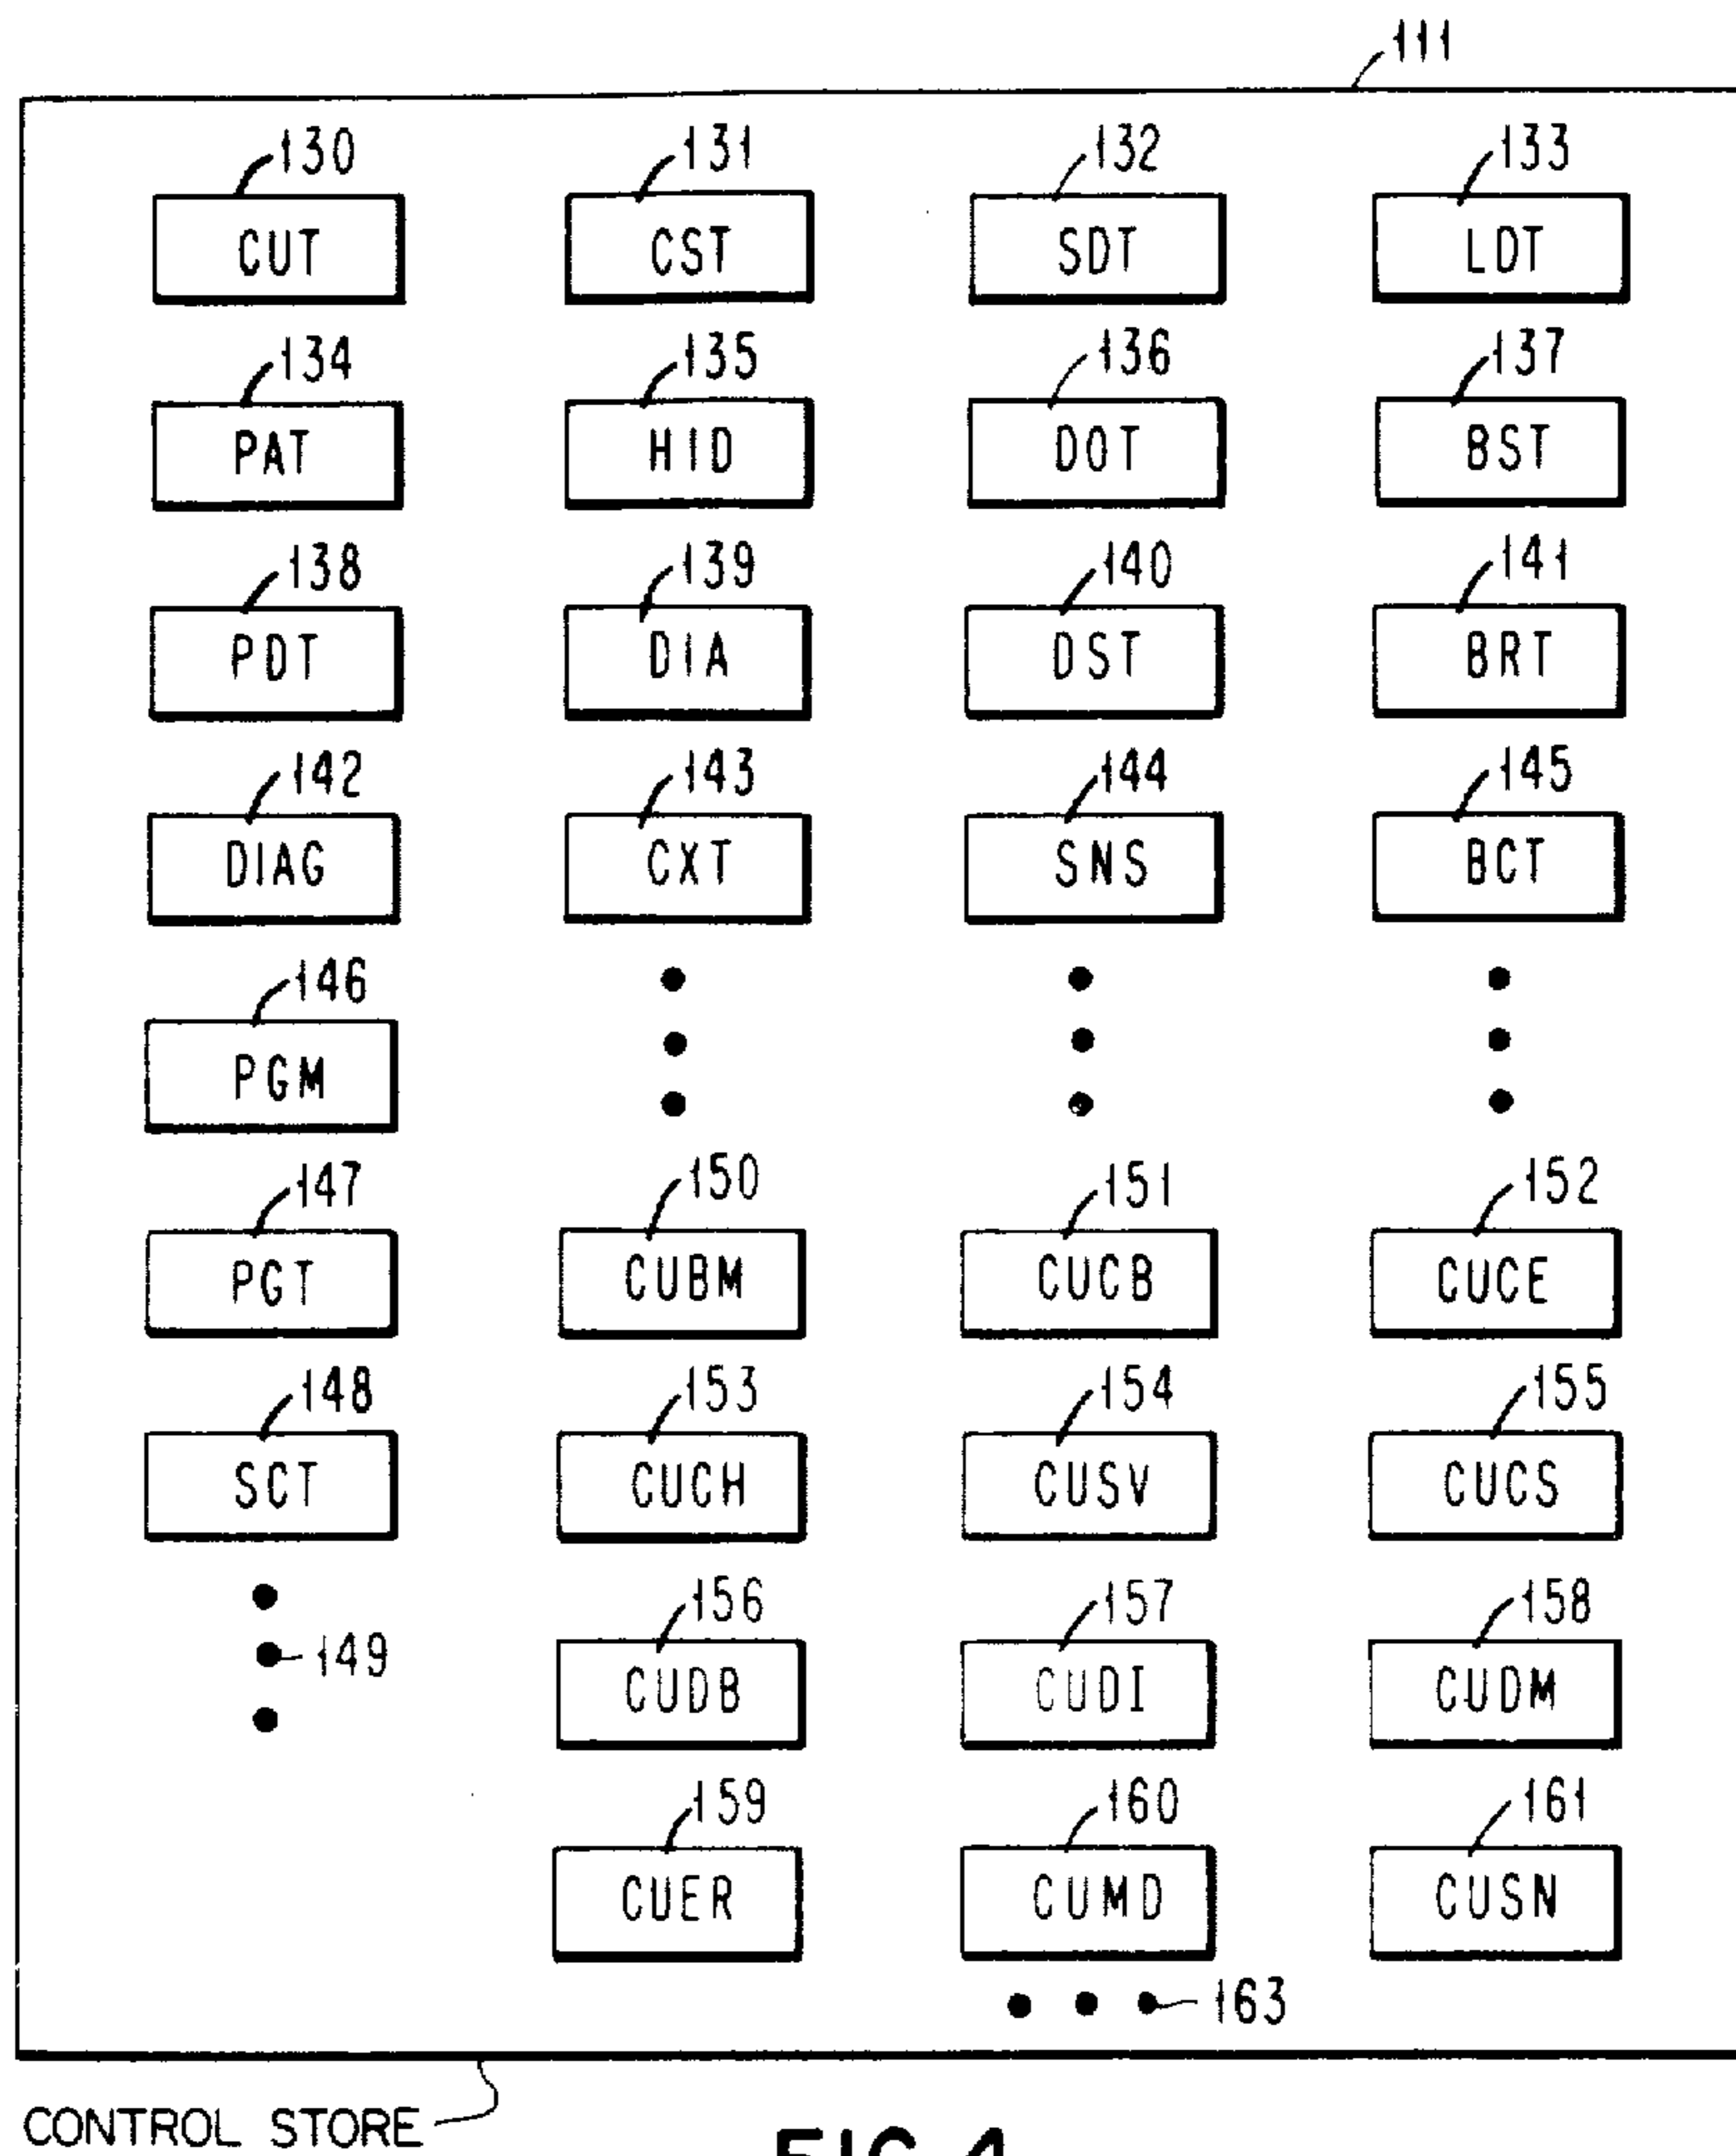 111
130 131 132 133
CUT CST SDT LDT
134 135 136 137
PAT HID DOT BST
138 139 140 141
PDT DIA DST BRT
142 143 144 145
DIAG CXT SNS BCT
146
PGM
147 150 151 152
PGT CUBM CUCB CUCE
148 153 154 155
SCT CUCH CUSV CUCS
156 157 158
149 CUDB CUDI CUDM
159 160 161
CUER CUMD CUSN
163
CONTROL STORE
FIG. 4